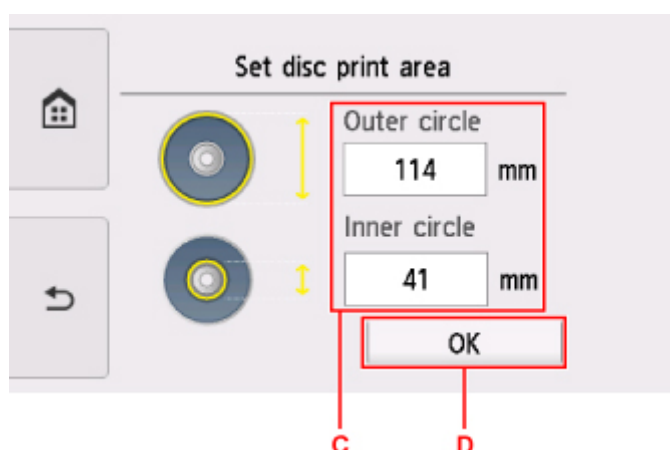 Set disc print area
Outer circle
114 mm
Inner circle
41 mm
OK
C D